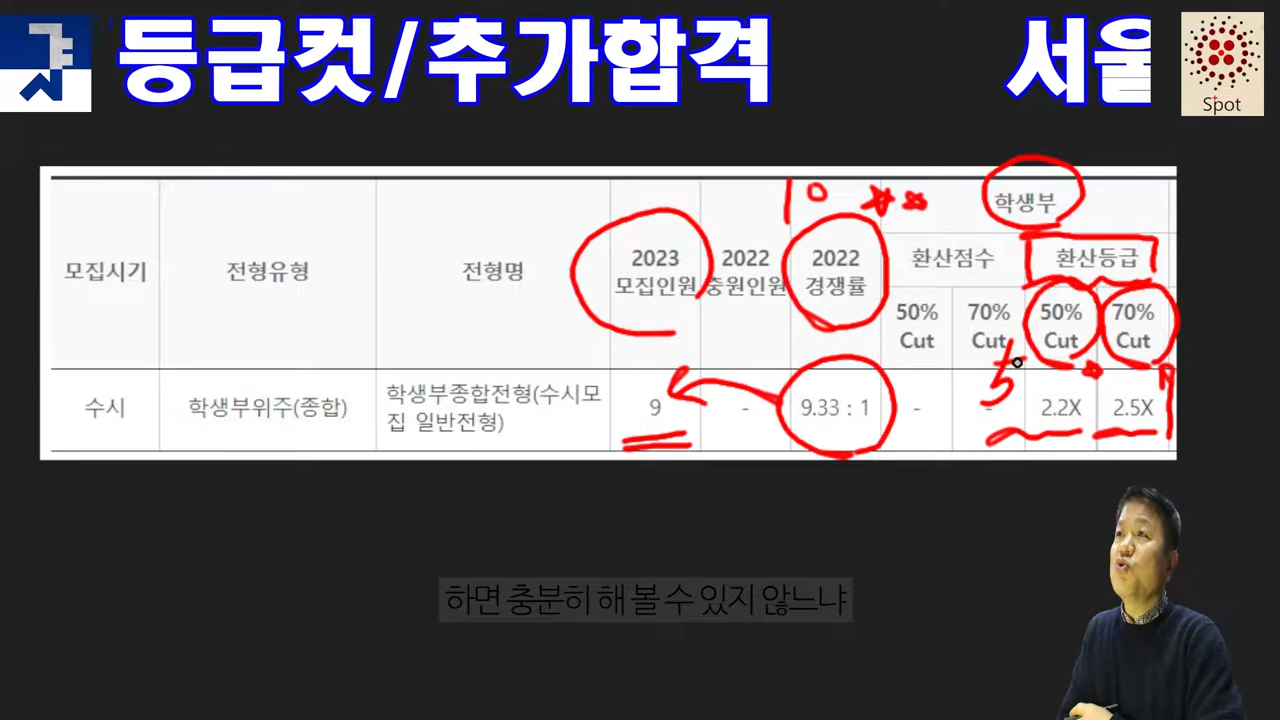 등급컷/추가합격
서울
Spot
학생부
모집시기
전형유형
전형명
2023
모집인원
2022
충원인원
2022
경쟁률
환산점수
환산등급
50%
Cut
70%
Cut
50%
Cut
70%
Cut
수시
학생부위주(종합)
학생부종합전형(수시모
집 일반전형)
9
-
9.33 : 1
-
-
2.2X
2.5X
하면 충분히 해 볼 수 있지 않느냐